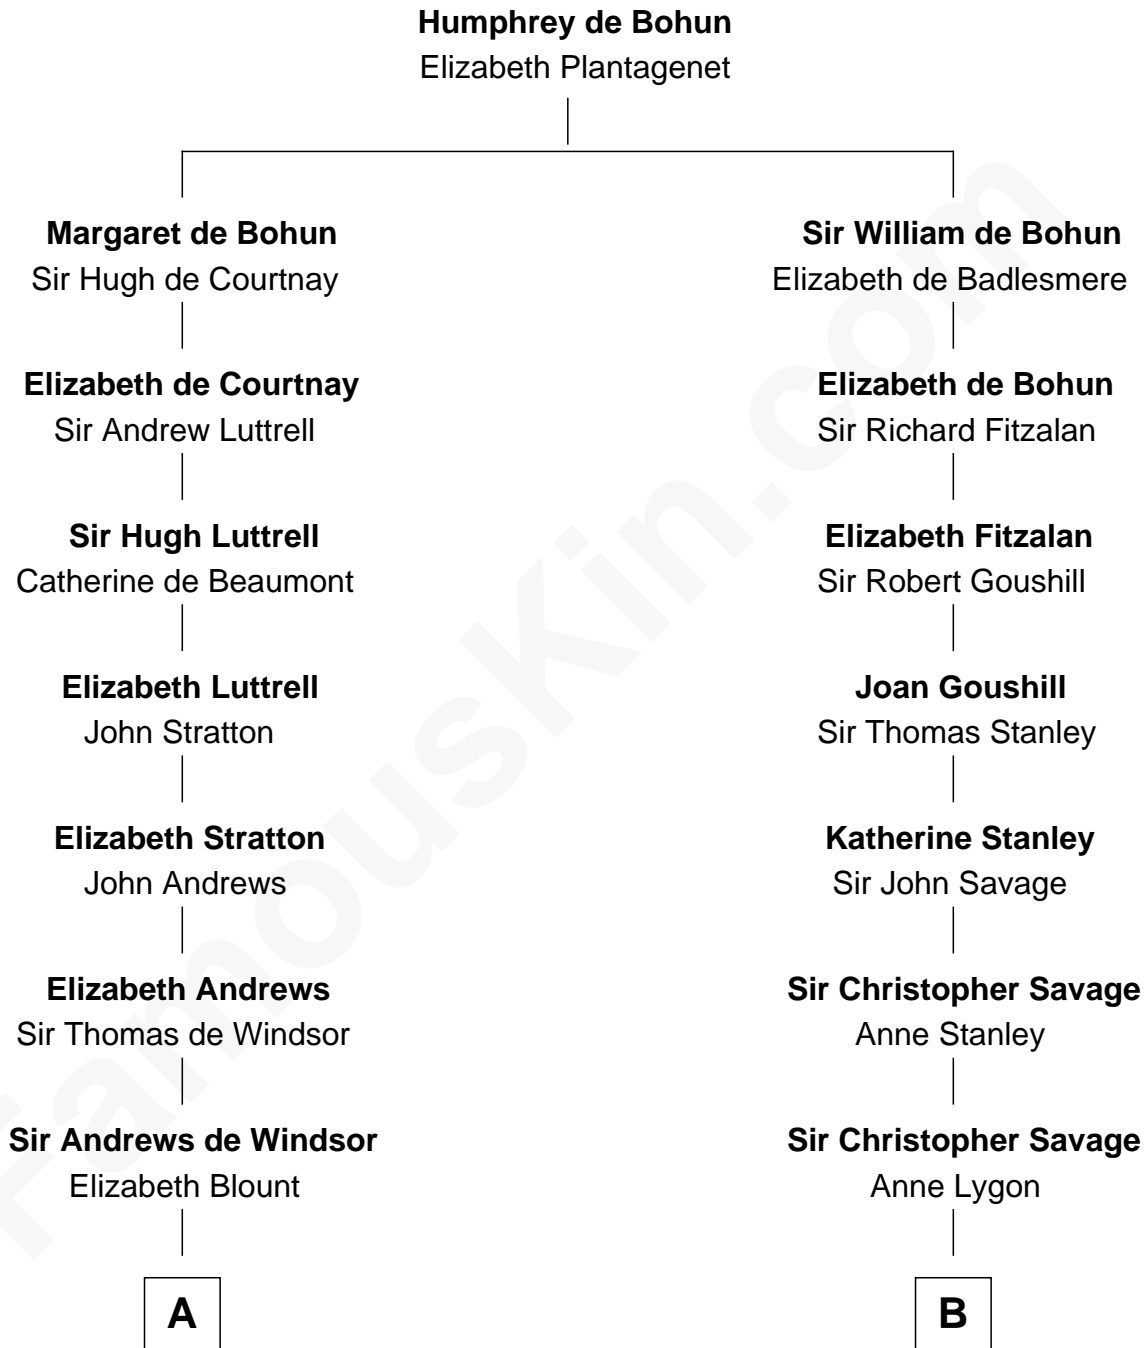 Humphrey de Bohun
Elizabeth Plantagenet
Margaret de Bohun
Sir Hugh de Courtnay
Sir William de Bohun
Elizabeth de Badlesmere
Elizabeth de Courtnay
Sir Andrew Luttrell
Elizabeth de Bohun
Sir Richard Fitzalan
Sir Hugh Luttrell
Catherine de Beaumont
Elizabeth Fitzalan
Sir Robert Goushill
Elizabeth Luttrell
John Stratton
Joan Goushill
Sir Thomas Stanley
Elizabeth Stratton
John Andrews
Katherine Stanley
Sir John Savage
Elizabeth Andrews
Sir Thomas de Windsor
Sir Christopher Savage
Anne Stanley
Sir Andrews de Windsor
Elizabeth Blount
Sir Christopher Savage
Anne Lygon
A
B
FamousKin.com